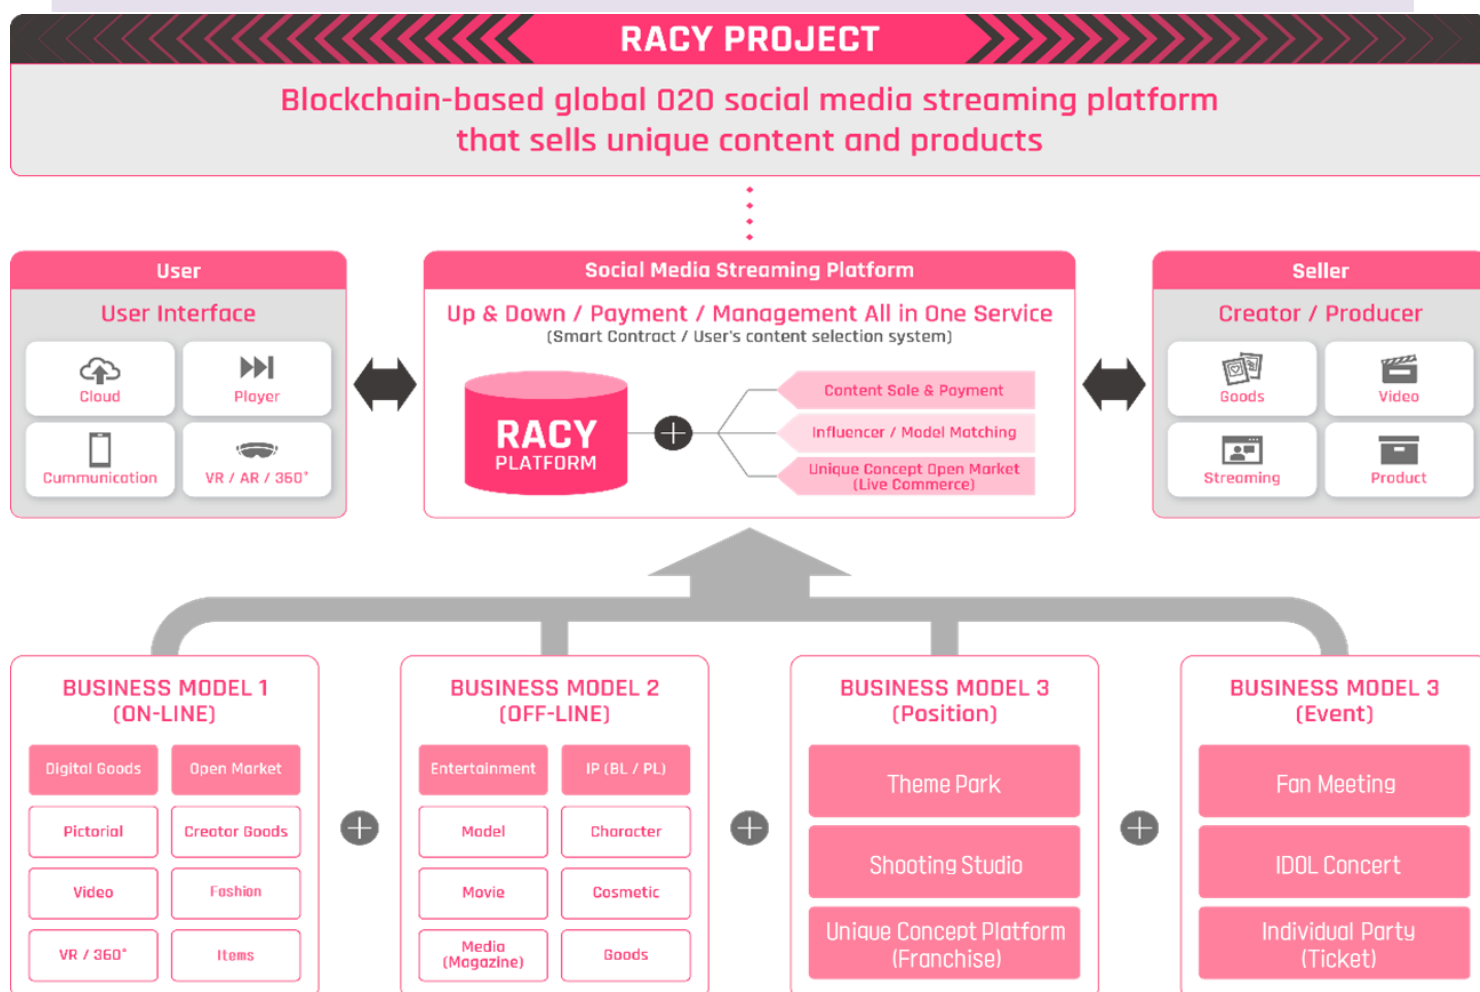 RACY PROJECT
Blockchain-based global O2O social media streaming platform
that sells unique content and products
User
User Interface
Cloud
Player
Cummunication
VR / AR / 360°
Social Media Streaming Platform
Up & Down / Payment / Management All in One Service
(Smart Contract / User's content selection system)
RACY
PLATFORM
Content Sale & Payment
Influencer / Model Matching
Unique Concept Open Market
(Live Commerce)
Seller
Creator / Producer
Goods
Video
Streaming
Product
BUSINESS MODEL 1
(ON-LINE)
Digital Goods
Open Market
Pictorial
Creator Goods
Video
Fashion
VR / 360°
Items
BUSINESS MODEL 2
(OFF-LINE)
Entertainment
IP (BL / PL)
Model
Character
Movie
Cosmetic
Media
(Magazine)
Goods
BUSINESS MODEL 3
(Position)
Theme Park
Shooting Studio
Unique Concept Platform
(Franchise)
BUSINESS MODEL 3
(Event)
Fan Meeting
IDOL Concert
Individual Party
(Ticket)